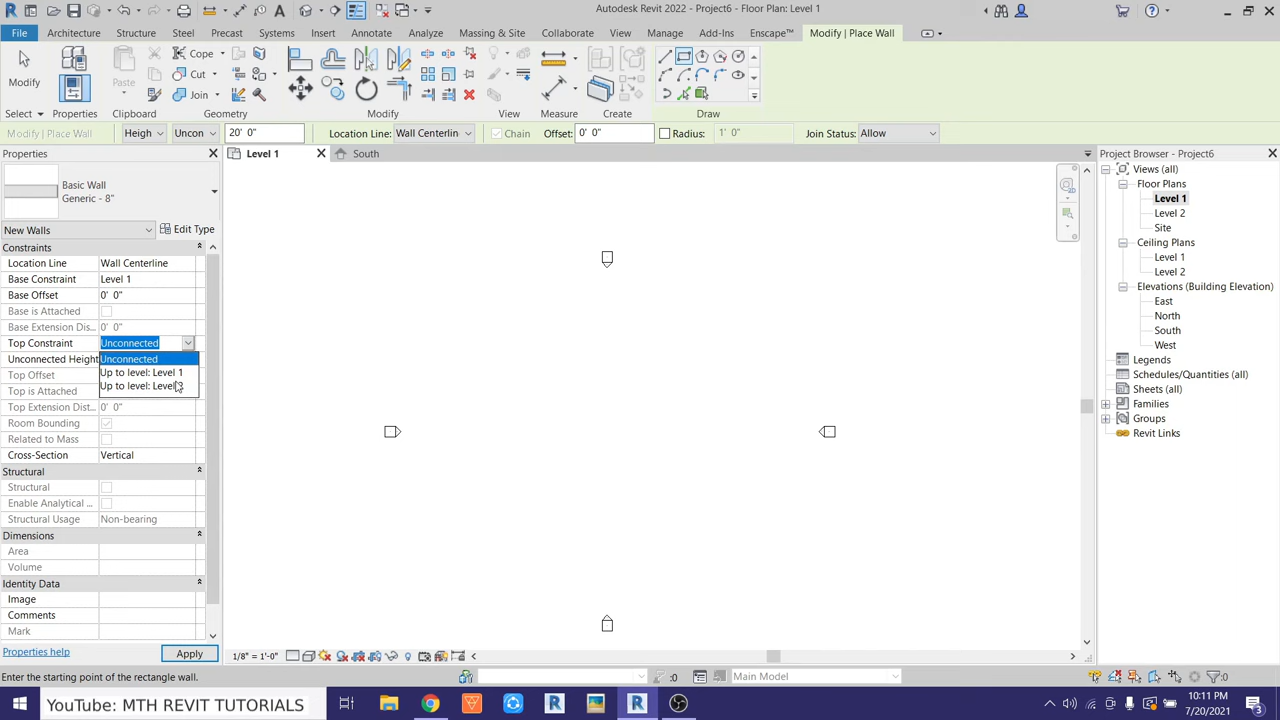 Autodesk Revit 2022 - Project6 - Floor Plan: Level 1
File Architecture Structure Steel Precast Systems Insert Annotate Analyze Massing & Site Collaborate View Manage Add-Ins Enscape™ Modify | Place Wall
Modify
Paste
Cope
Cut
Join
Select Properties Clipboard Geometry Modify View Measure Create Draw
Modify | Place Wall Heigh Uncon 20' 0" Location Line: Wall Centerlin Chain Offset: 0' 0" Radius: 1' 0" Join Status: Allow
Properties
Level 1
South
Basic Wall
Generic - 8"
New Walls Edit Type
Constraints
Location Line Wall Centerline
Base Constraint Level 1
Base Offset 0' 0"
Base is Attached
Base Extension Dis... 0' 0"
Top Constraint Unconnected
Unconnected Height Unconnected
Top Offset Up to level: Level 1
Top is Attached Up to level: Level
Top Extension Dist... 0' 0"
Room Bounding
Related to Mass
Cross-Section Vertical
Structural
Structural
Enable Analytical ...
Structural Usage Non-bearing
Dimensions
Area
Volume
Identity Data
Image
Comments
Mark
Properties help Apply
Project Browser - Project6
Views (all)
Floor Plans
Level 1
Level 2
Site
Ceiling Plans
Level 1
Level 2
Elevations (Building Elevation)
East
North
South
West
Legends
Schedules/Quantities (all)
Sheets (all)
Families
Groups
Revit Links
1/8" = 1'-0"
Enter the starting point of the rectangle wall.
:0
Main Model
:0
YouTube: MTH REVIT TUTORIALS
10:11 PM
7/20/2021
3